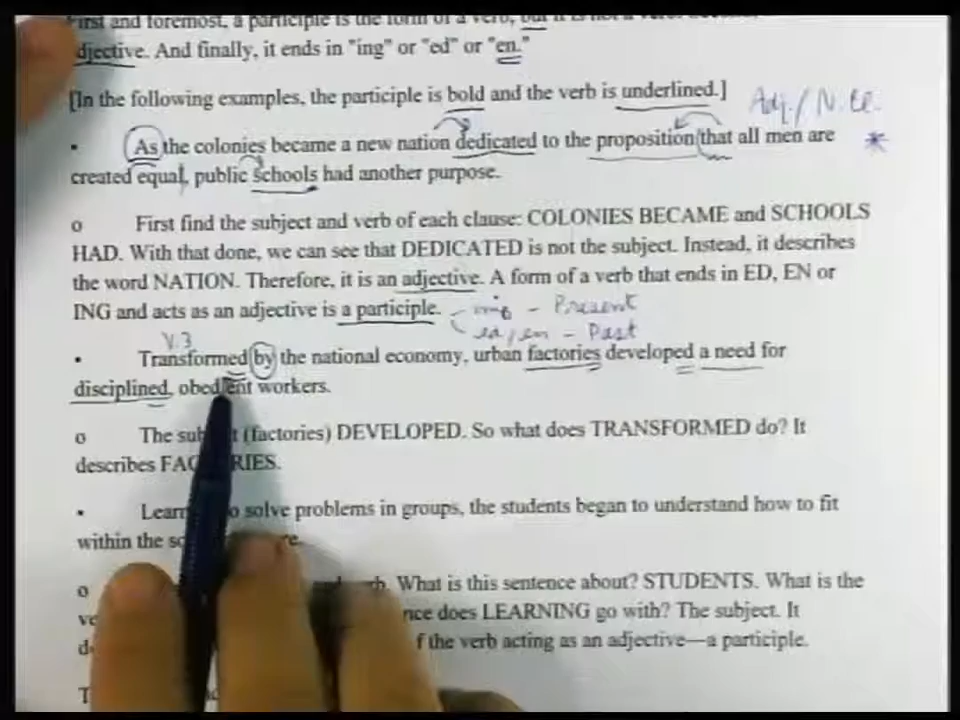 First and foremost, a participle is the form of a verb, but it is not a verb
djective. And finally, it ends in "ing" or "ed" or "en."
[In the following examples, the participle is bold and the verb is underlined.]
Adj. / N. Cl.
• As the colonies became a new nation dedicated to the proposition that all men are *
created equal, public schools had another purpose.
o First find the subject and verb of each clause: COLONIES BECAME and SCHOOLS
HAD. With that done, we can see that DEDICATED is not the subject. Instead, it describes
the word NATION. Therefore, it is an adjective. A form of a verb that ends in ED, EN or
ING and acts as an adjective is a participle.
ing - Present
ed/en - Past
V.3
• Transformed by the national economy, urban factories developed a need for
disciplined, obedient workers.
o The subject (factories) DEVELOPED. So what does TRANSFORMED do? It
describes FACTORIES.
• solve problems in groups, the students began to understand how to fit
within the
o What is this sentence about? STUDENTS. What is the
does LEARNING go with? The subject. It
f the verb acting as an adjective—a participle.